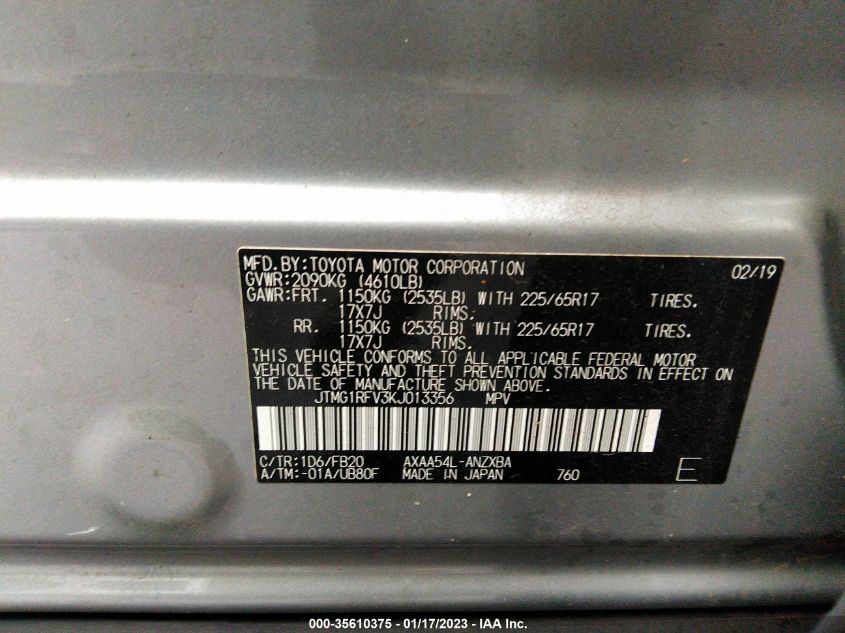 MFD.BY:TOYOTA MOTOR CORPORATION 02/19
GVWR:2090KG (4610LB)
GAWR:FRT. 1150KG (2535LB) WITH 225/65R17 TIRES.
17X7J RIMS.
RR. 1150KG (2535LB) WITH 225/65R17 TIRES.
17X7J RIMS.
THIS VEHICLE CONFORMS TO ALL APPLICABLE FEDERAL MOTOR
VEHICLE SAFETY AND THEFT PREVENTION STANDARDS IN EFFECT ON
THE DATE OF MANUFACTURE SHOWN ABOVE.
JTMG1RFV3KJ013356 MPV
C/TR:1D6/FB20 AXAA54L-ANZXBA
A/TM:-01A/UB80F MADE IN JAPAN 760 E
000-35610375 - 01/17/2023 - IAA Inc.